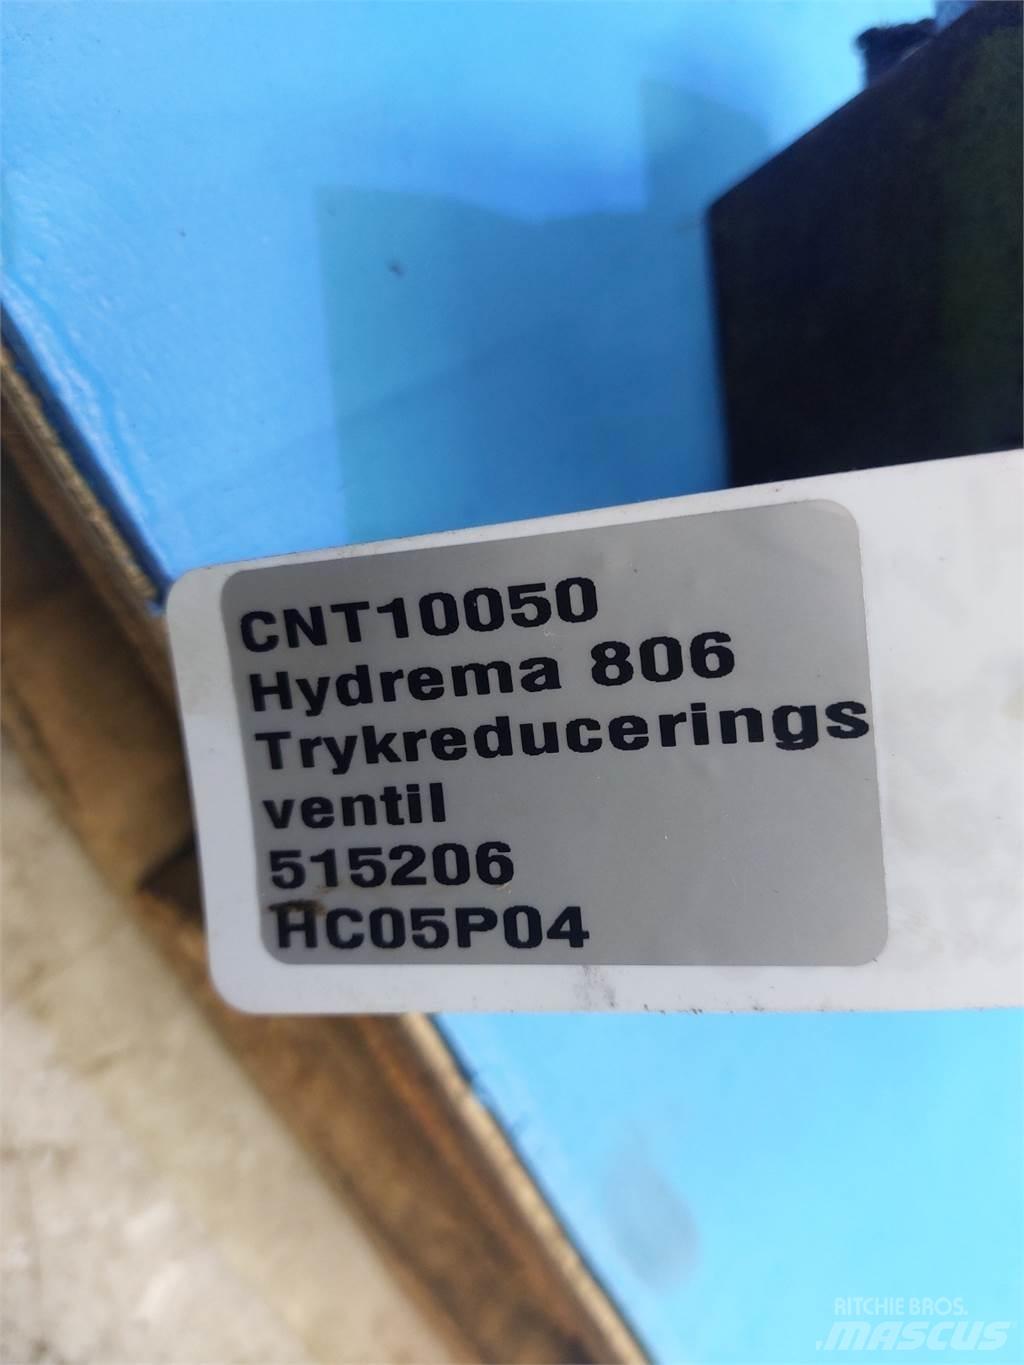 CNT10050
Hydrema 806
Trykreducerings
ventil
515206
HC05P04
RITCHIE BROS.
MASCUS